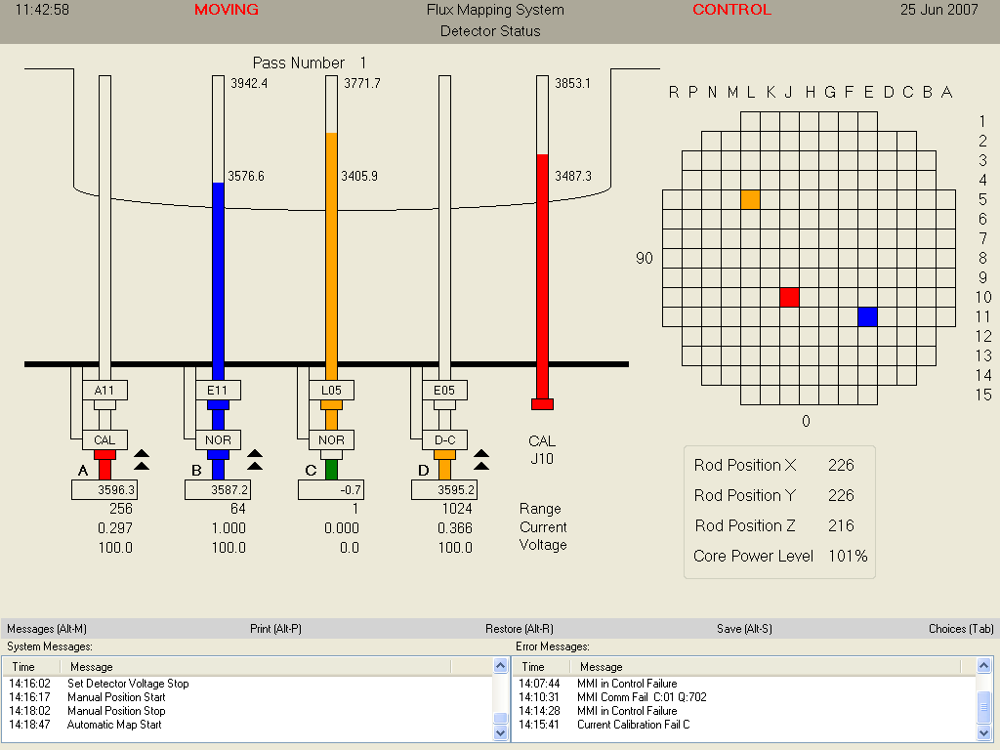 11:42:58 MOVING Flux Mapping System CONTROL 25 Jun 2007
Detector Status
Pass Number 1
3942.4 3771.7 3853.1
3576.6 3405.9 3487.3
R P N M L K J H G F E D C B A
1
2
3
4
5
6
7
8
9
10
11
12
13
14
15
90
0
A11 E11 L05 E05
CAL NOR NOR D-C
CAL
J10
A B C D
3596.3 3587.2 -0.7 3595.2
256 64 1 1024 Range
0.297 1.000 0.000 0.366 Current
100.0 100.0 0.0 100.0 Voltage
Rod Position X 226
Rod Position Y 226
Rod Position Z 216
Core Power Level 101%
Messages (Alt-M) Print (Alt-P) Restore (Alt-R) Save (Alt-S) Choices (Tab)
System Messages:
Time Message
14:16:02 Set Detector Voltage Stop
14:16:17 Manual Position Start
14:18:02 Manual Position Stop
14:18:47 Automatic Map Start
Error Messages:
Time Message
14:07:44 MMI in Control Failure
14:10:31 MMI Comm Fail C:01 Q:702
14:14:28 MMI in Control Failure
14:15:41 Current Calibration Fail C